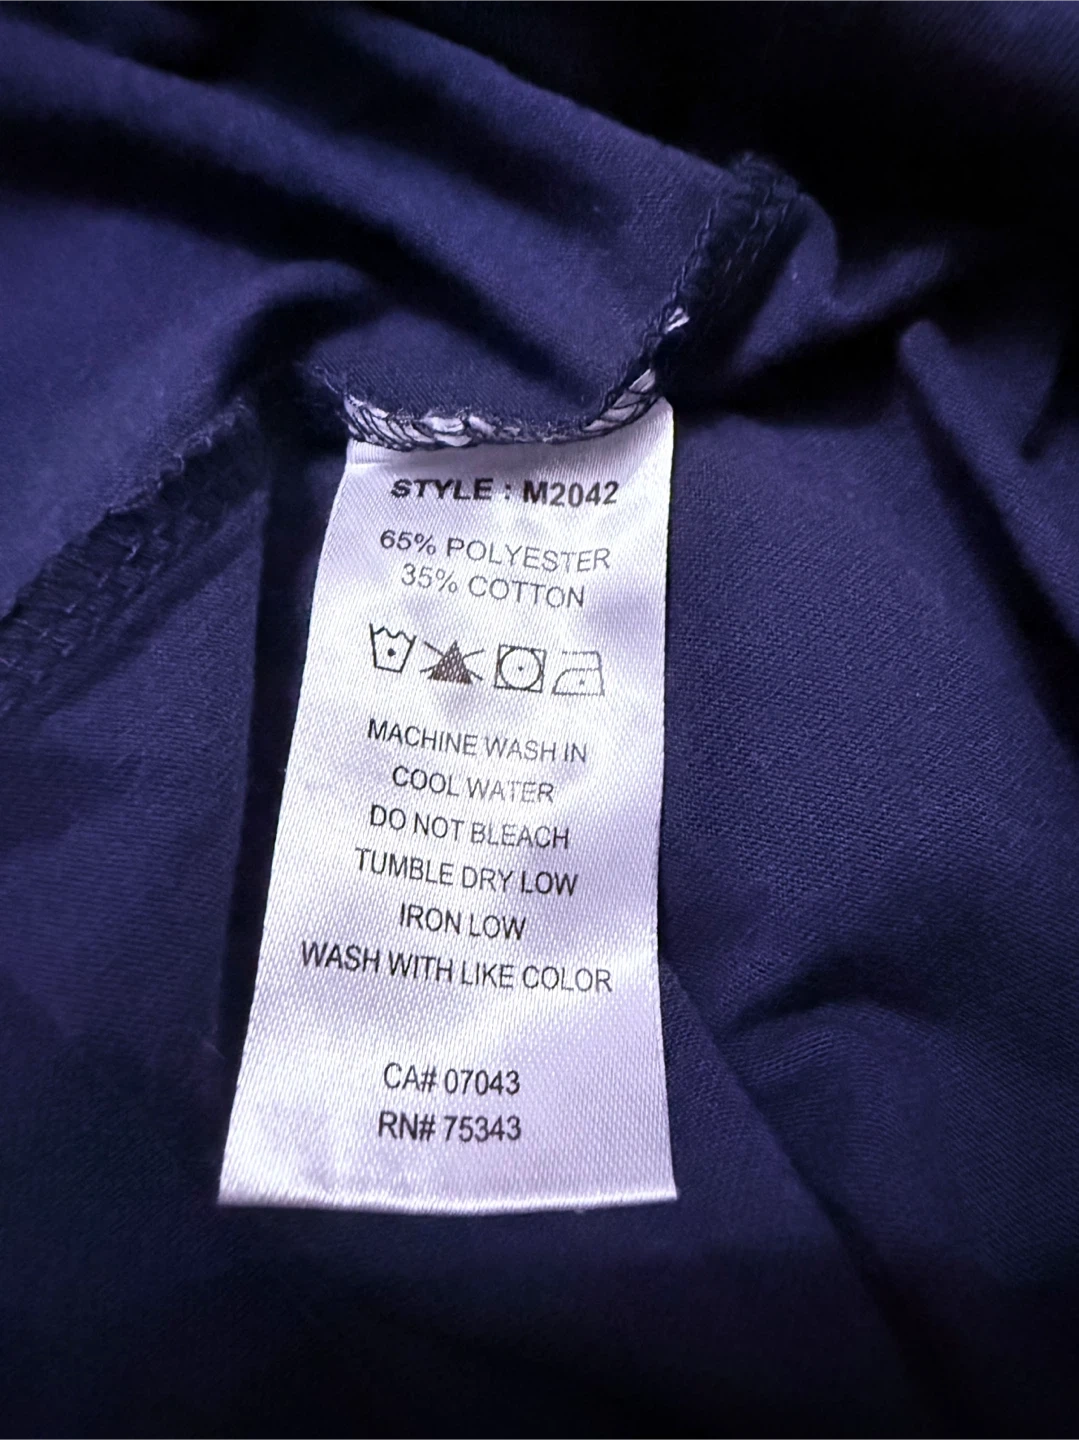 STYLE : M2042
65% POLYESTER
35% COTTON
MACHINE WASH IN
COOL WATER
DO NOT BLEACH
TUMBLE DRY LOW
IRON LOW
WASH WITH LIKE COLOR
CA# 07043
RN# 75343